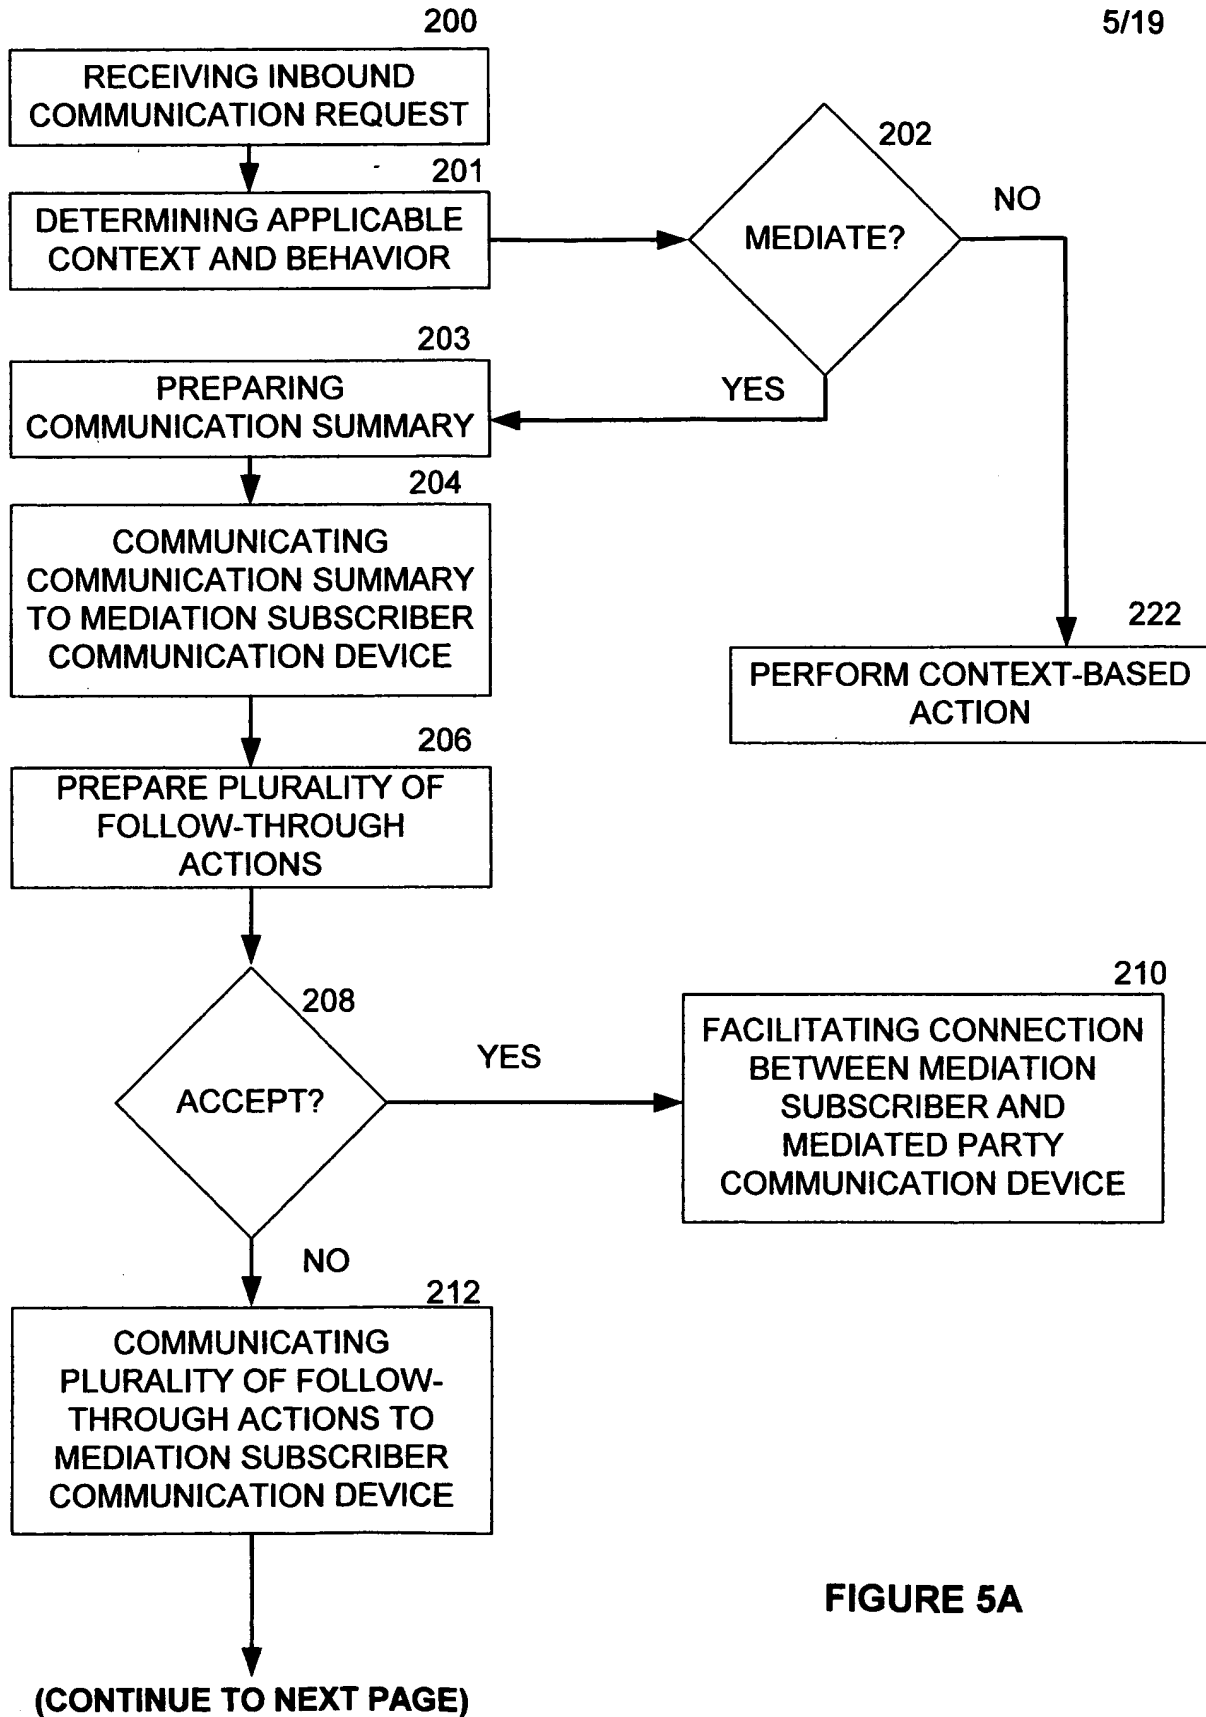 200
5/19
RECEIVING INBOUND
COMMUNICATION REQUEST
201
DETERMINING APPLICABLE
CONTEXT AND BEHAVIOR
202
MEDIATE?
NO
YES
203
PREPARING
COMMUNICATION SUMMARY
204
COMMUNICATING
COMMUNICATION SUMMARY
TO MEDIATION SUBSCRIBER
COMMUNICATION DEVICE
222
PERFORM CONTEXT-BASED
ACTION
206
PREPARE PLURALITY OF
FOLLOW-THROUGH
ACTIONS
208
ACCEPT?
YES
210
FACILITATING CONNECTION
BETWEEN MEDIATION
SUBSCRIBER AND
MEDIATED PARTY
COMMUNICATION DEVICE
NO
212
COMMUNICATING
PLURALITY OF FOLLOW-
THROUGH ACTIONS TO
MEDIATION SUBSCRIBER
COMMUNICATION DEVICE
FIGURE 5A
(CONTINUE TO NEXT PAGE)